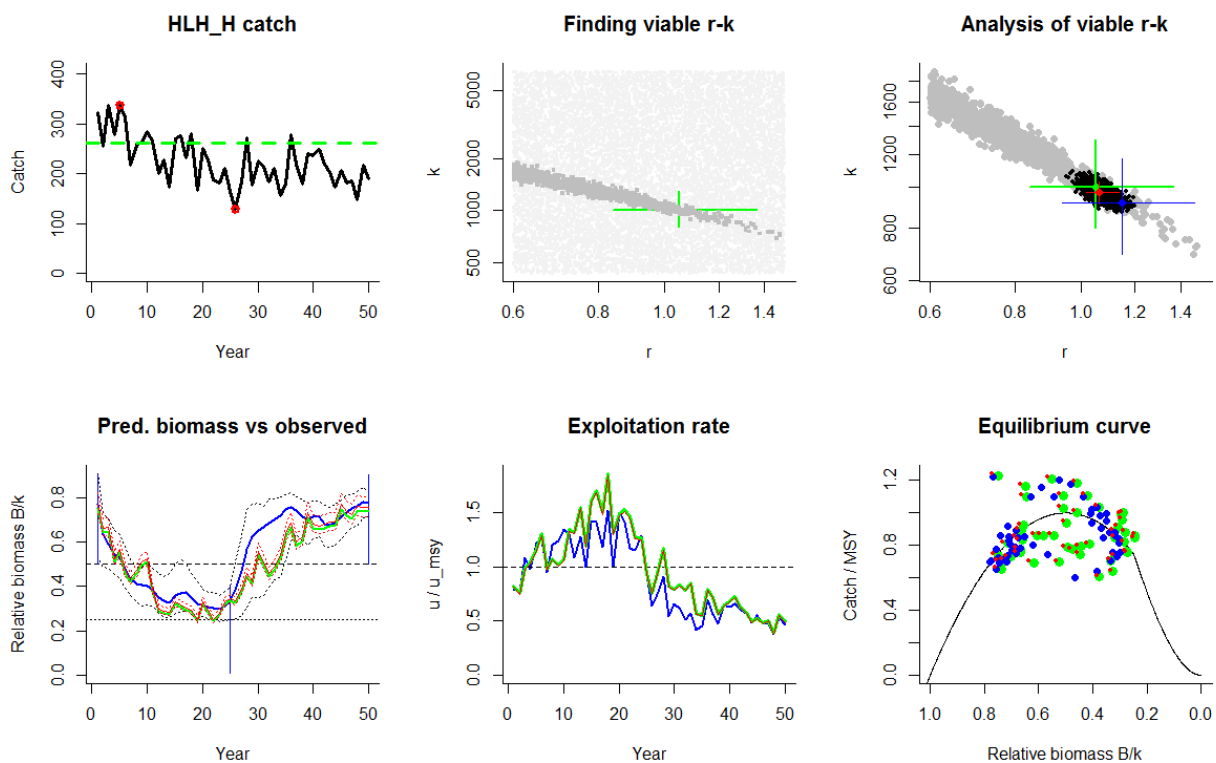 HLH_H catch
Catch
0
100
200
300
400
0 10 20 30 40 50
Year
Finding viable r-k
k
500
1000
2000
5000
0.6 0.8 1.0 1.2 1.4
r
Analysis of viable r-k
k
600
800
1200
1600
0.6 1.0 1.2 1.4
r
Pred. biomass vs observed
Relative biomass B/k
0.0
0.2
0.4
0.6
0.8
0 10 20 30 40 50
Year
Exploitation rate
u / u_msy
0.0
0.5
1.0
1.5
0 10 20 30 40 50
Year
Equilibrium curve
Catch / MSY
0.0
0.4
0.8
1.2
1.0 0.8 0.6 0.4 0.2 0.0
Relative biomass B/k